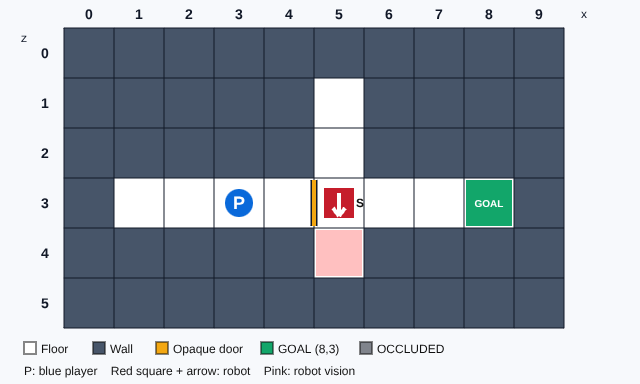 0 1 2 3 4 5 6 7 8 9 x
z
0
1
2
3 P S GOAL
4
5
Floor Wall Opaque door GOAL (8,3) OCCLUDED
P: blue player Red square + arrow: robot Pink: robot vision